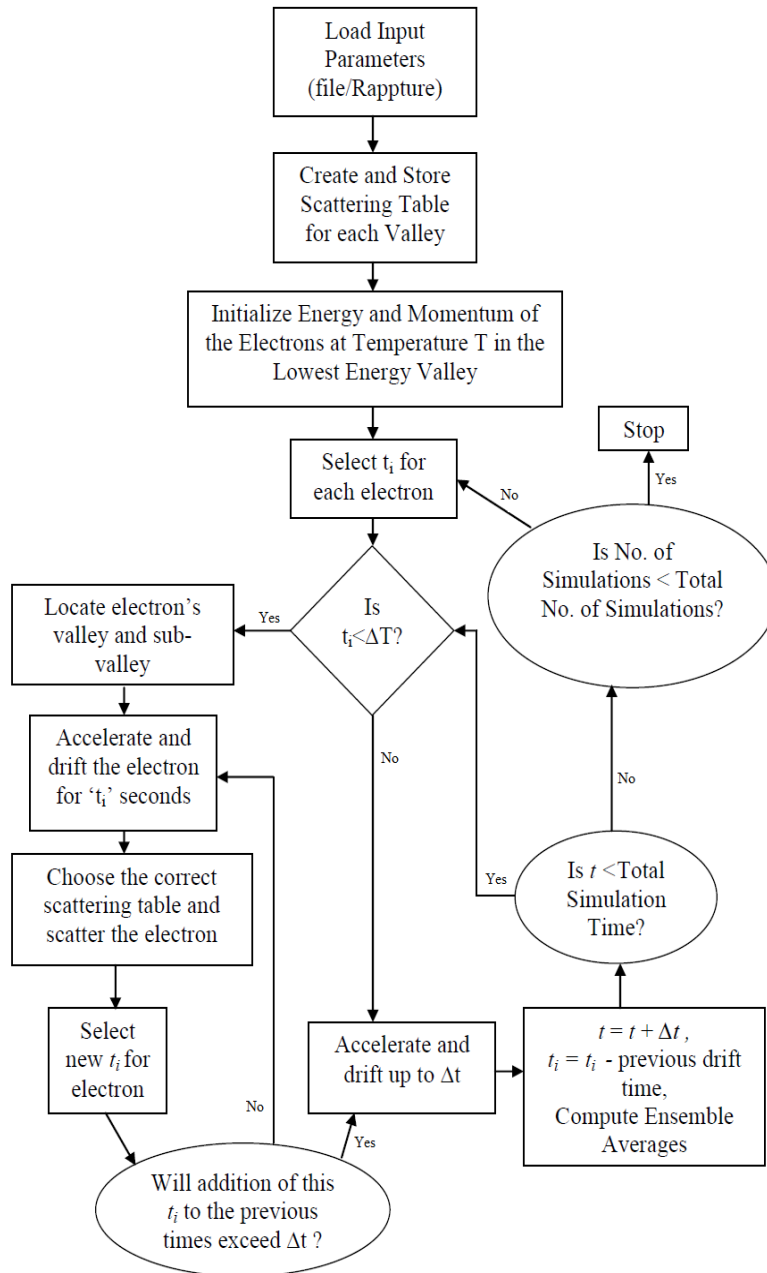 Load Input
Parameters
(file/Rappture)
Create and Store
Scattering Table
for each Valley
Initialize Energy and Momentum of
the Electrons at Temperature T in the
Lowest Energy Valley
Stop
Select tᵢ for
each electron
No
Yes
Is No. of
Simulations < Total
No. of Simulations?
Is
tᵢ<ΔT?
Yes
Locate electron’s
valley and sub-
valley
Accelerate and
drift the electron
for ‘tᵢ’ seconds
No
No
Choose the correct
scattering table and
scatter the electron
Yes
Is t <Total
Simulation
Time?
Select
new tᵢ for
electron
No
Accelerate and
drift up to Δt
t = t + Δt ,
tᵢ = tᵢ - previous drift
time,
Compute Ensemble
Averages
Yes
Will addition of this
tᵢ to the previous
times exceed Δt ?